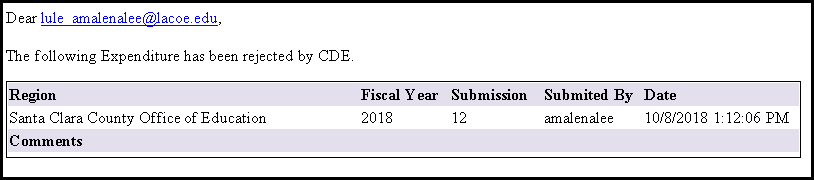 Dear lule_amalenalee@lacoe.edu,
The following Expenditure has been rejected by CDE.
Region Fiscal Year Submission Submited By Date
Santa Clara County Office of Education 2018 12 amalenalee 10/8/2018 1:12:06 PM
Comments